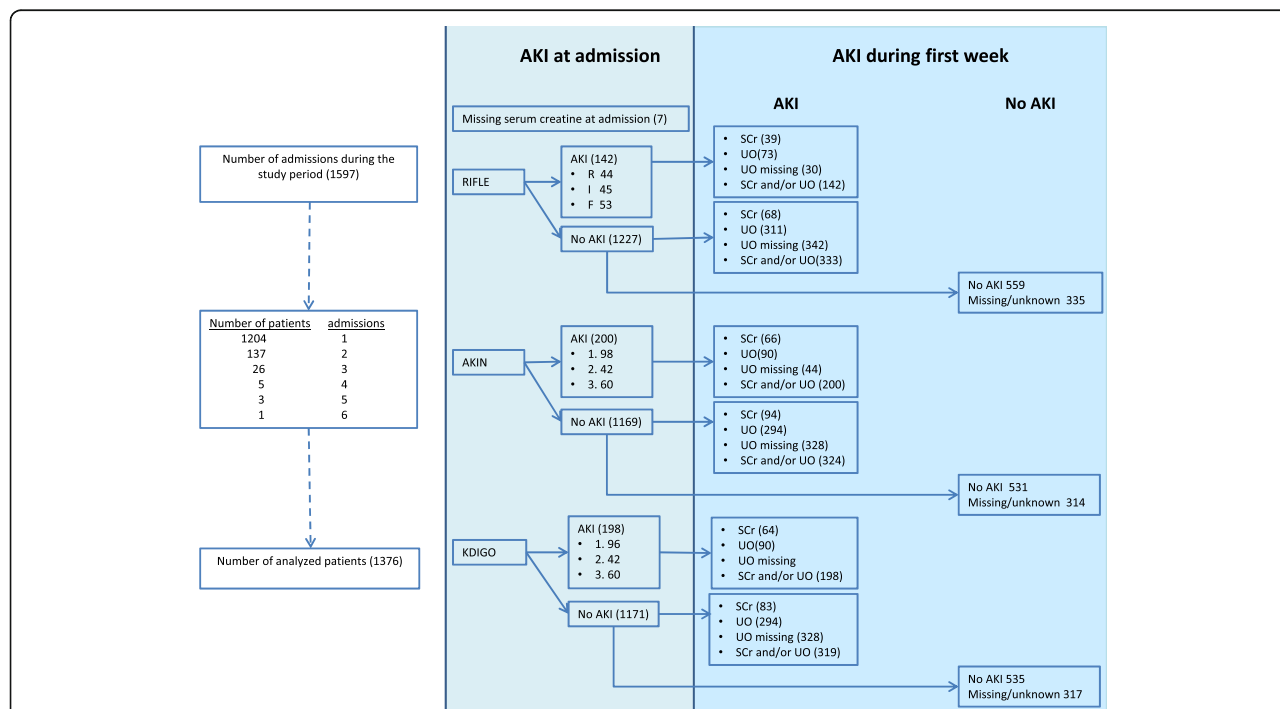 AKI at admission
AKI during first week
AKI
No AKI
Missing serum creatine at admission (7)
Number of admissions during the
study period (1597)
Number of patients admissions
1204 1
137 2
26 3
5 4
3 5
1 6
Number of analyzed patients (1376)
RIFLE
AKI (142)
• R 44
• I 45
• F 53
No AKI (1227)
• SCr (39)
• UO(73)
• UO missing (30)
• SCr and/or UO (142)
• SCr (68)
• UO (311)
• UO missing (342)
• SCr and/or UO(333)
No AKI 559
Missing/unknown 335
AKIN
AKI (200)
• 1. 98
• 2. 42
• 3. 60
No AKI (1169)
• SCr (66)
• UO(90)
• UO missing (44)
• SCr and/or UO (200)
• SCr (94)
• UO (294)
• UO missing (328)
• SCr and/or UO (324)
No AKI 531
Missing/unknown 314
KDIGO
AKI (198)
• 1. 96
• 2. 42
• 3. 60
No AKI (1171)
• SCr (64)
• UO(90)
• UO missing
• SCr and/or UO (198)
• SCr (83)
• UO (294)
• UO missing (328)
• SCr and/or UO (319)
No AKI 535
Missing/unknown 317